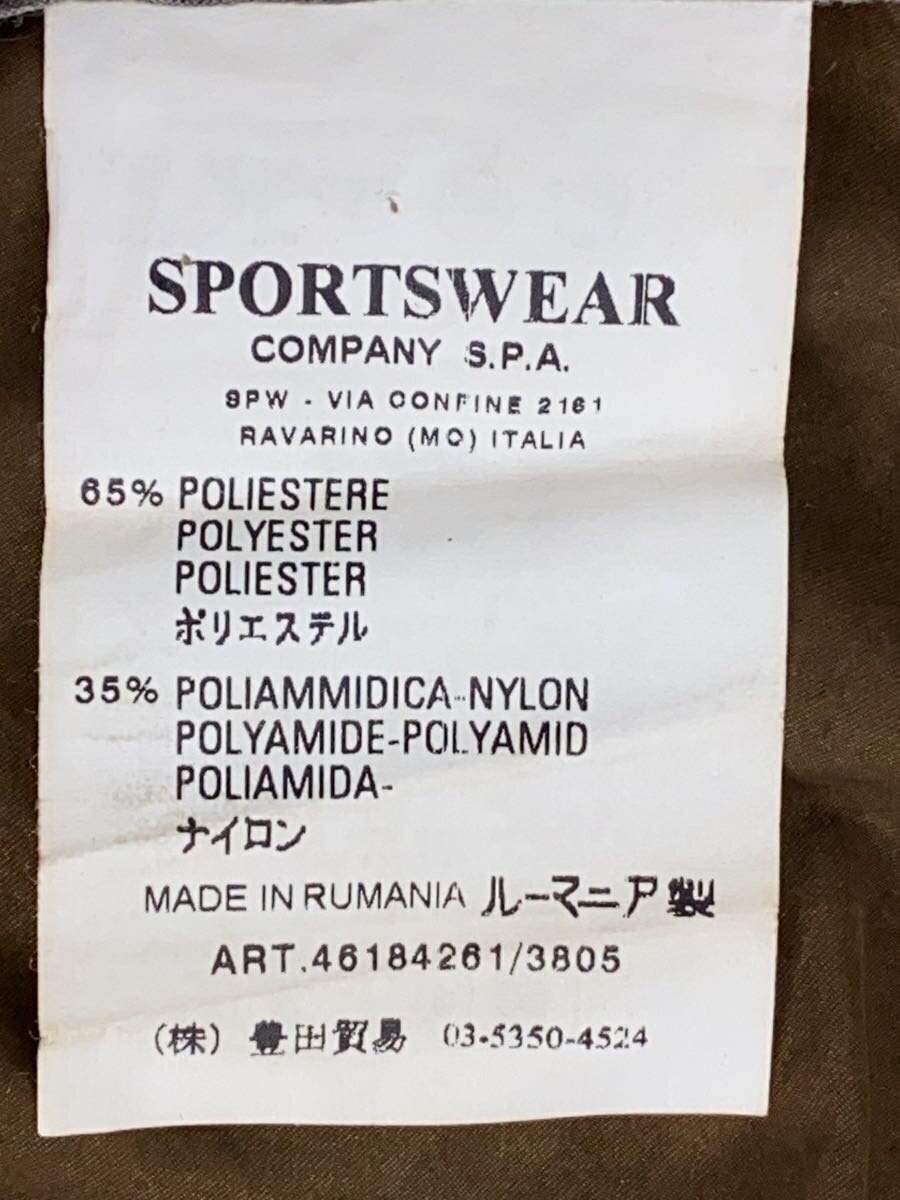 SPORTSWEAR
COMPANY S.P.A.
SPW - VIA CONFINE 2161
RAVARINO (MO) ITALIA
65% POLIESTERE
POLYESTER
POLIESTER
ポリエステル
35% POLIAMMIDICA-NYLON
POLYAMIDE-POLYAMID
POLIAMIDA-
ナイロン
MADE IN RUMANIA ルーマニア製
ART.46184261/3805
(株) 豊田貿易 03-5350-4524